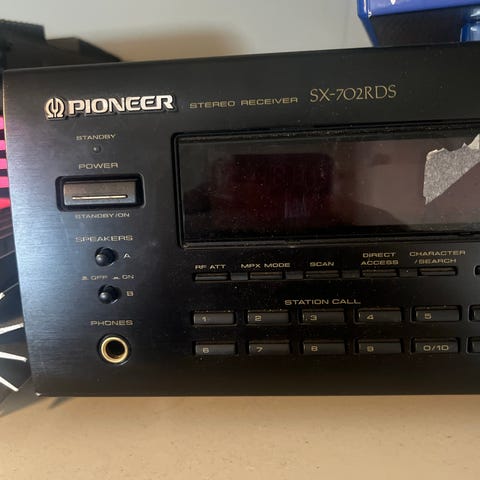 PIONEER STEREO RECEIVER SX-702RDS
STANDBY
POWER
STANDBY/ON
SPEAKERS
A
OFF ON
B
PHONES
RF ATT MPX MODE SCAN DIRECT ACCESS CHARACTER /SEARCH
STATION CALL
1 2 3 4 5
6 7 8 9 0/10